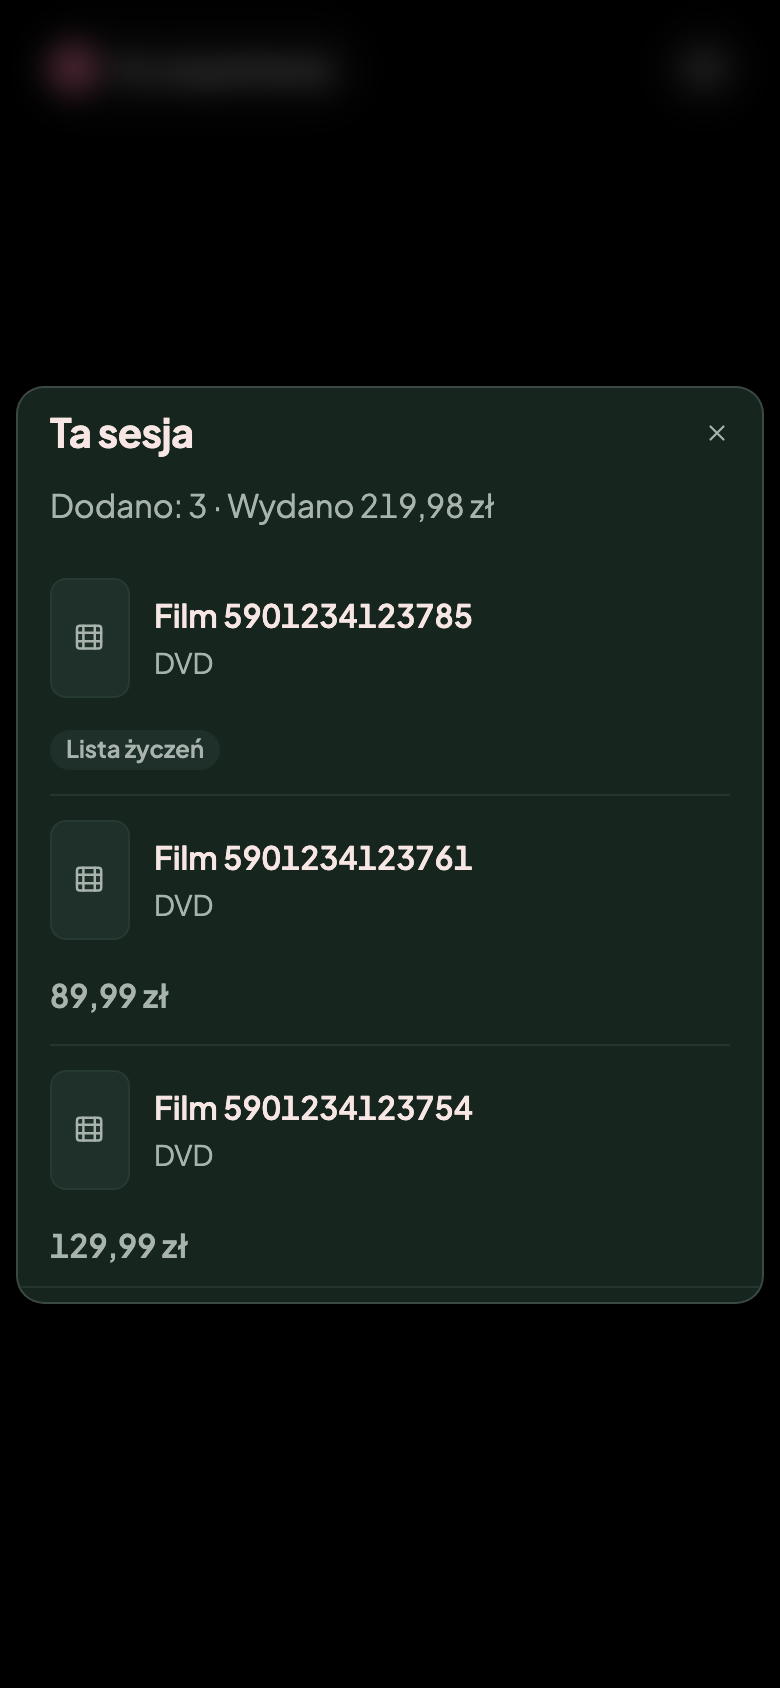 Ta sesja
Dodano: 3 · Wydano 219,98 zł
Film 5901234123785
DVD
Lista życzeń
Film 5901234123761
DVD
89,99 zł
Film 5901234123754
DVD
129,99 zł